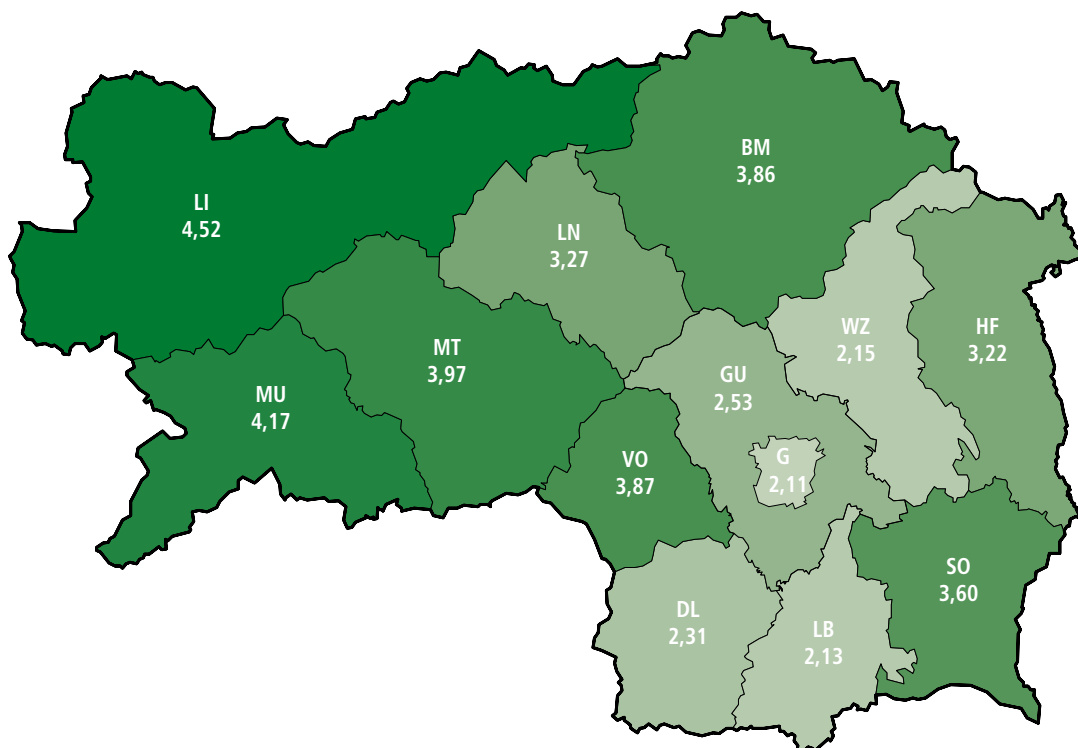 BM
3,86
LI
4,52
LN
3,27
WZ
2,15
HF
3,22
MT
3,97
GU
2,53
MU
4,17
VO
3,87
G
2,11
SO
3,60
DL
2,31
LB
2,13